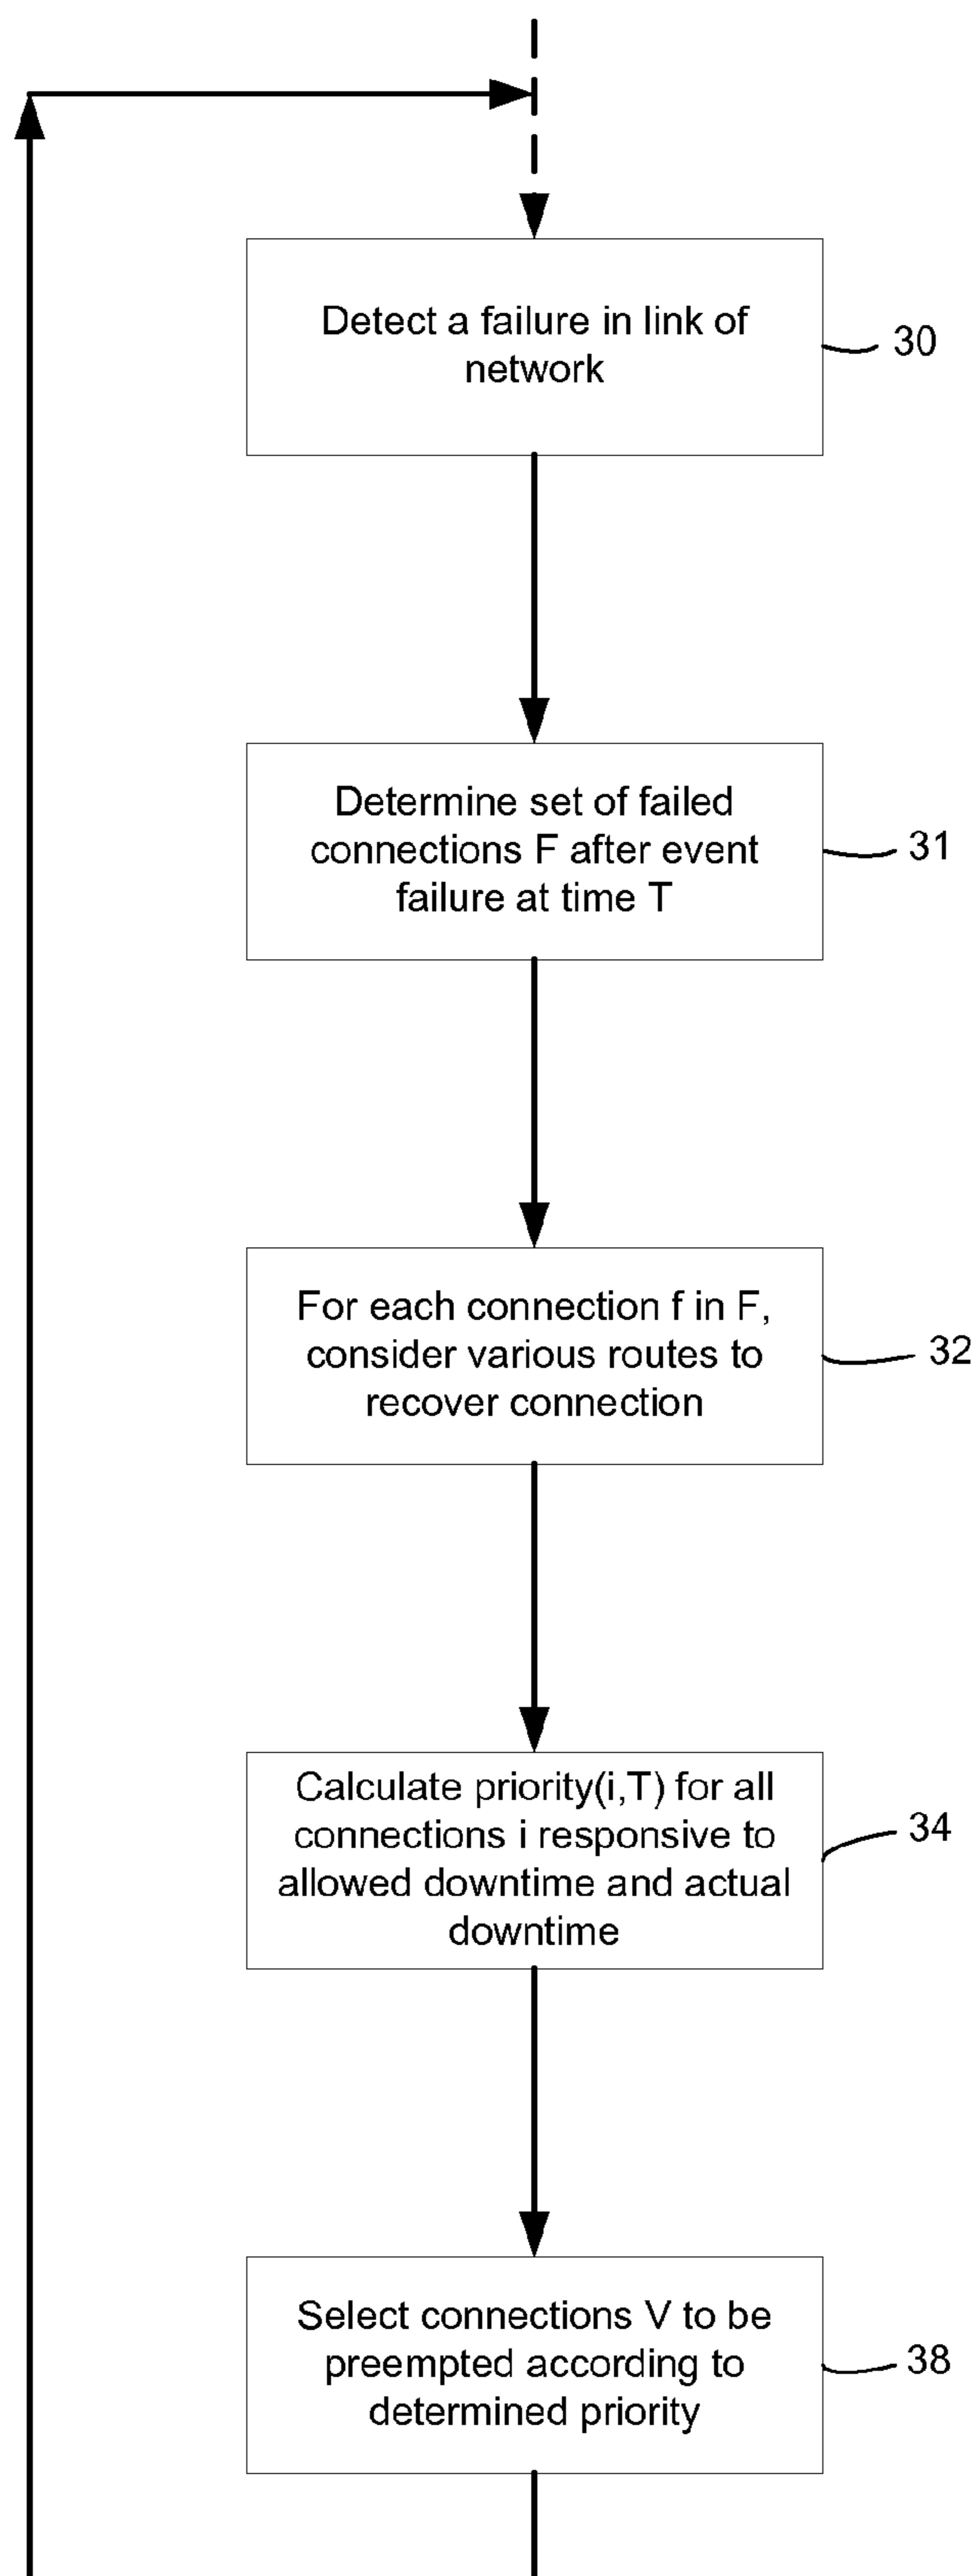 Detect a failure in link of
network
30
Determine set of failed
connections F after event
failure at time T
31
For each connection f in F,
consider various routes to
recover connection
32
Calculate priority(i,T) for all
connections i responsive to
allowed downtime and actual
downtime
34
Select connections V to be
preempted according to
determined priority
38